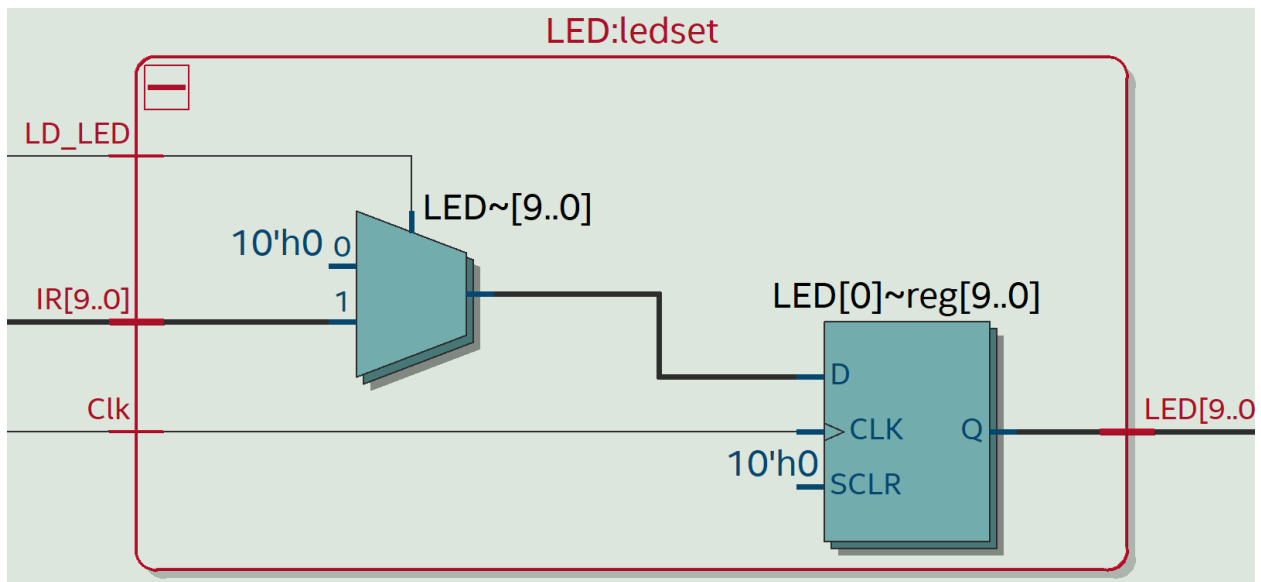 LED:ledset
LD_LED
LED~[9..0]
10'h0 0
IR[9..0]
1
LED[0]~reg[9..0]
D
Clk
CLK
Q
LED[9..0
10'h0
SCLR